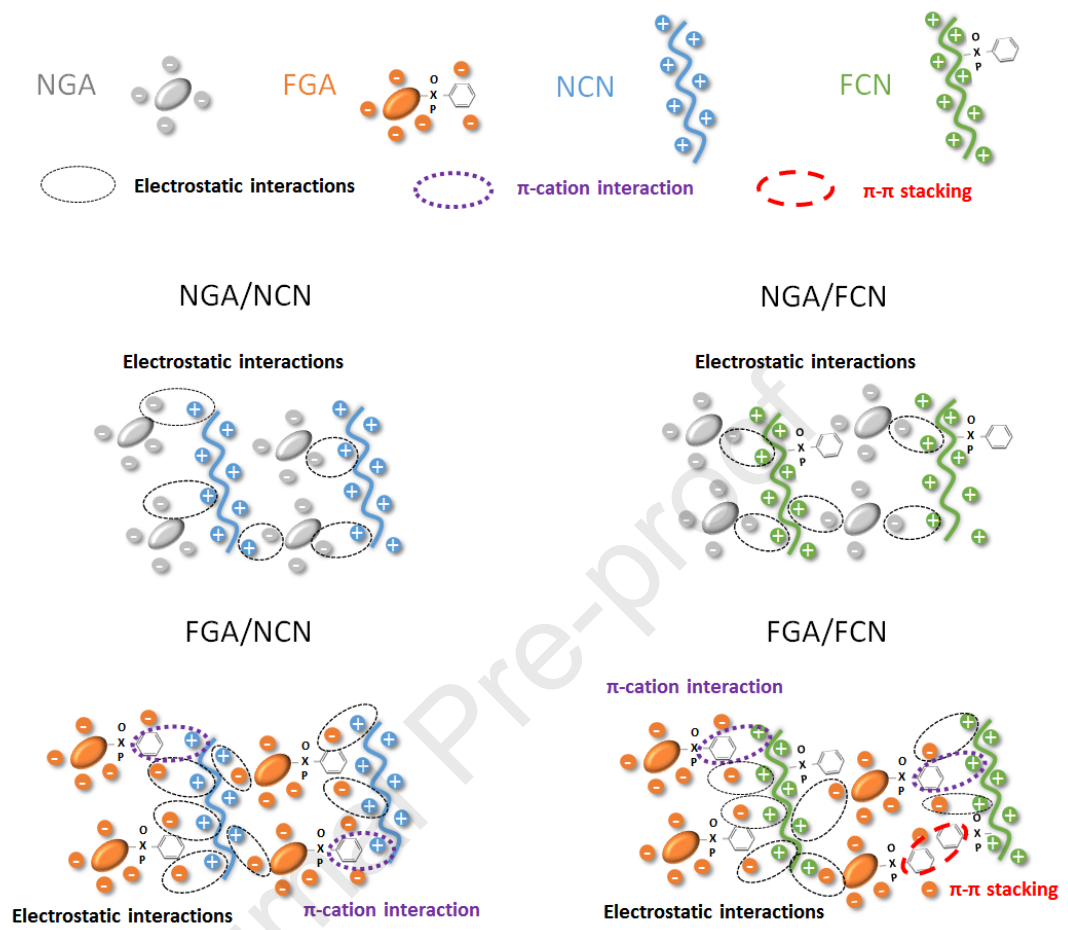 NGA
FGA
O
X
P
NCN
FCN
O
X
P
Electrostatic interactions
π-cation interaction
π-π stacking
NGA/NCN
NGA/FCN
Electrostatic interactions
Electrostatic interactions
O
X
P
O
X
P
FGA/NCN
FGA/FCN
π-cation interaction
O
X
P
O
X
P
O
X
P
O
X
P
Electrostatic interactions
π-cation interaction
O
X
P
O
X
P
O
X
P
O
X
P
O
X
P
O
X
P
π-π stacking
Electrostatic interactions
Pre-proof